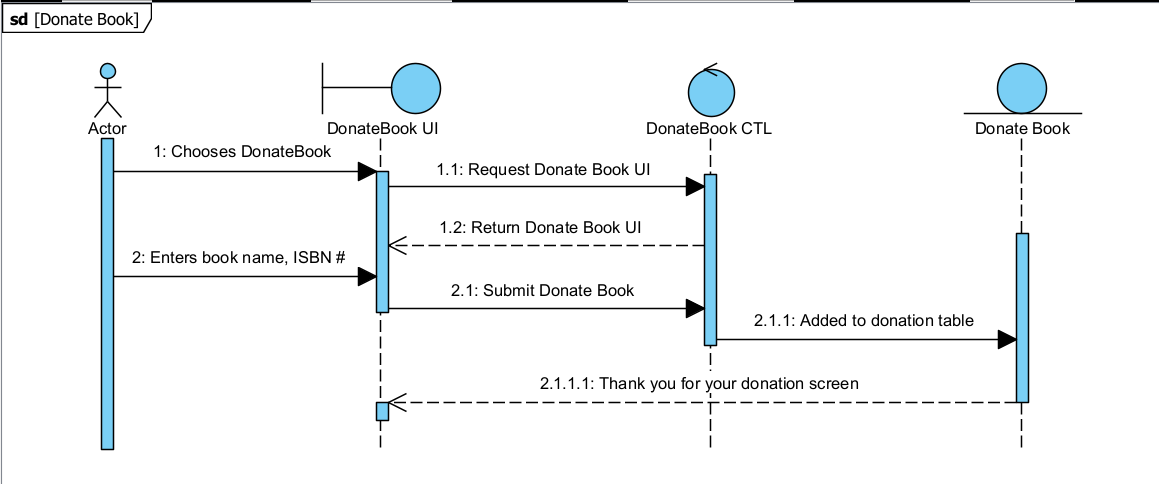 sd [Donate Book]
Actor
DonateBook UI
DonateBook CTL
Donate Book
1: Chooses DonateBook
1.1: Request Donate Book UI
1.2: Return Donate Book UI
2: Enters book name, ISBN #
2.1: Submit Donate Book
2.1.1: Added to donation table
2.1.1.1: Thank you for your donation screen